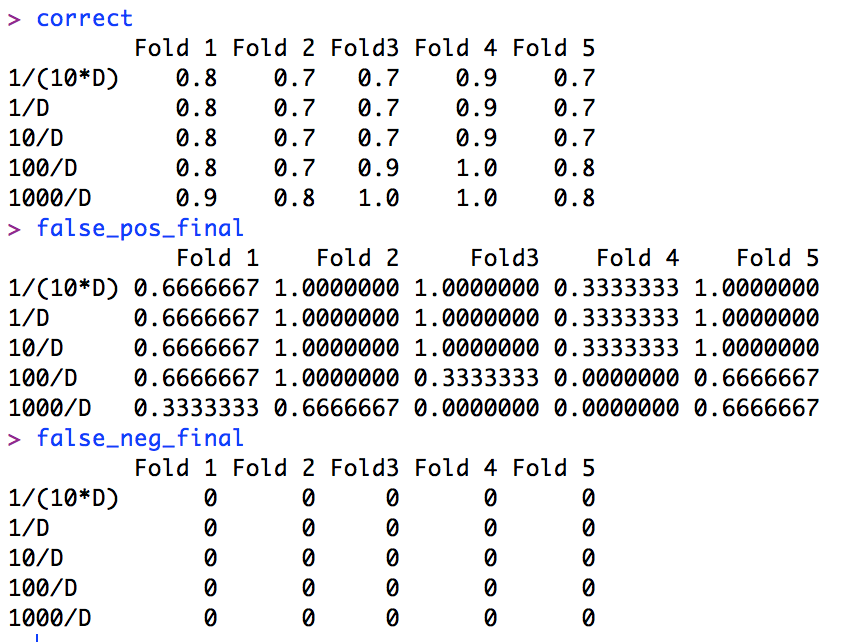 > correct
Fold 1 Fold 2 Fold3 Fold 4 Fold 5
1/(10*D) 0.8 0.7 0.7 0.9 0.7
1/D 0.8 0.7 0.7 0.9 0.7
10/D 0.8 0.7 0.7 0.9 0.7
100/D 0.8 0.7 0.9 1.0 0.8
1000/D 0.9 0.8 1.0 1.0 0.8
> false_pos_final
Fold 1 Fold 2 Fold3 Fold 4 Fold 5
1/(10*D) 0.6666667 1.0000000 1.0000000 0.3333333 1.0000000
1/D 0.6666667 1.0000000 1.0000000 0.3333333 1.0000000
10/D 0.6666667 1.0000000 1.0000000 0.3333333 1.0000000
100/D 0.6666667 1.0000000 0.3333333 0.0000000 0.6666667
1000/D 0.3333333 0.6666667 0.0000000 0.0000000 0.6666667
> false_neg_final
Fold 1 Fold 2 Fold3 Fold 4 Fold 5
1/(10*D) 0 0 0 0 0
1/D 0 0 0 0 0
10/D 0 0 0 0 0
100/D 0 0 0 0 0
1000/D 0 0 0 0 0